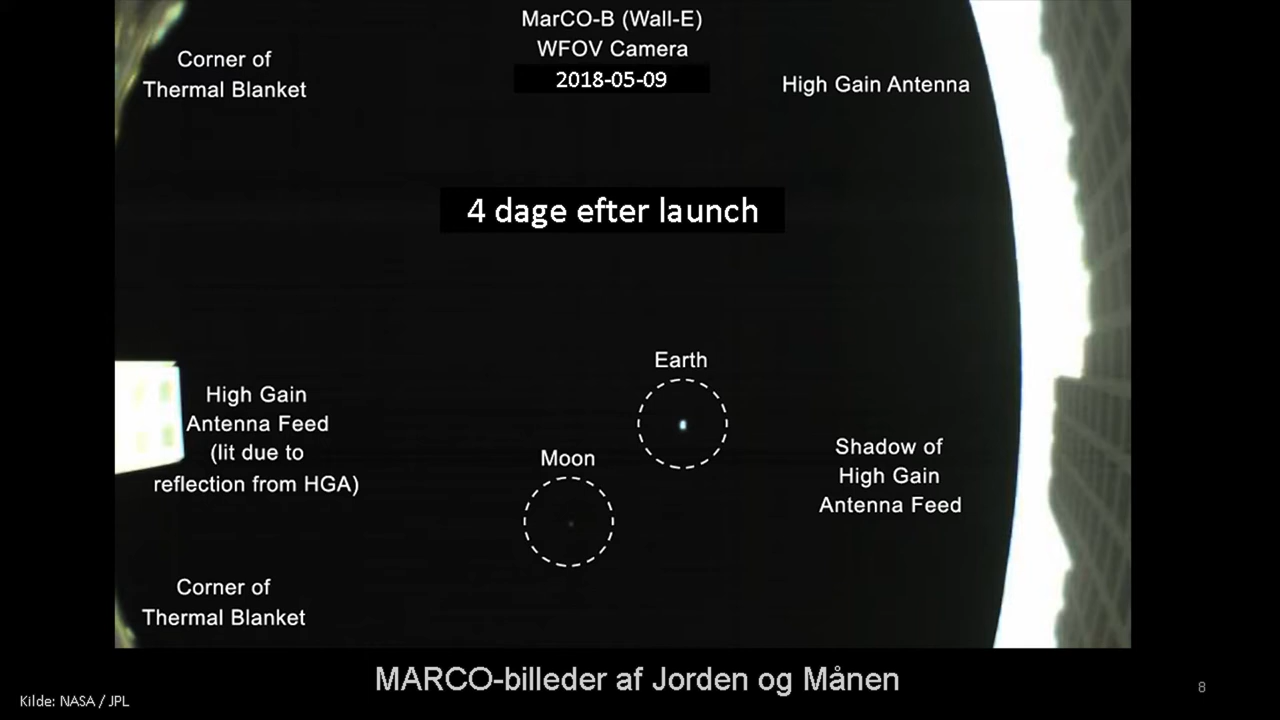 MarCO-B (Wall-E)
WFOV Camera
2018-05-09
Corner of
Thermal Blanket
High Gain Antenna
4 dage efter launch
Earth
High Gain
Antenna Feed
(lit due to
reflection from HGA)
Moon
Shadow of
High Gain
Antenna Feed
Corner of
Thermal Blanket
MARCO-billeder af Jorden og Månen
Kilde: NASA / JPL
8